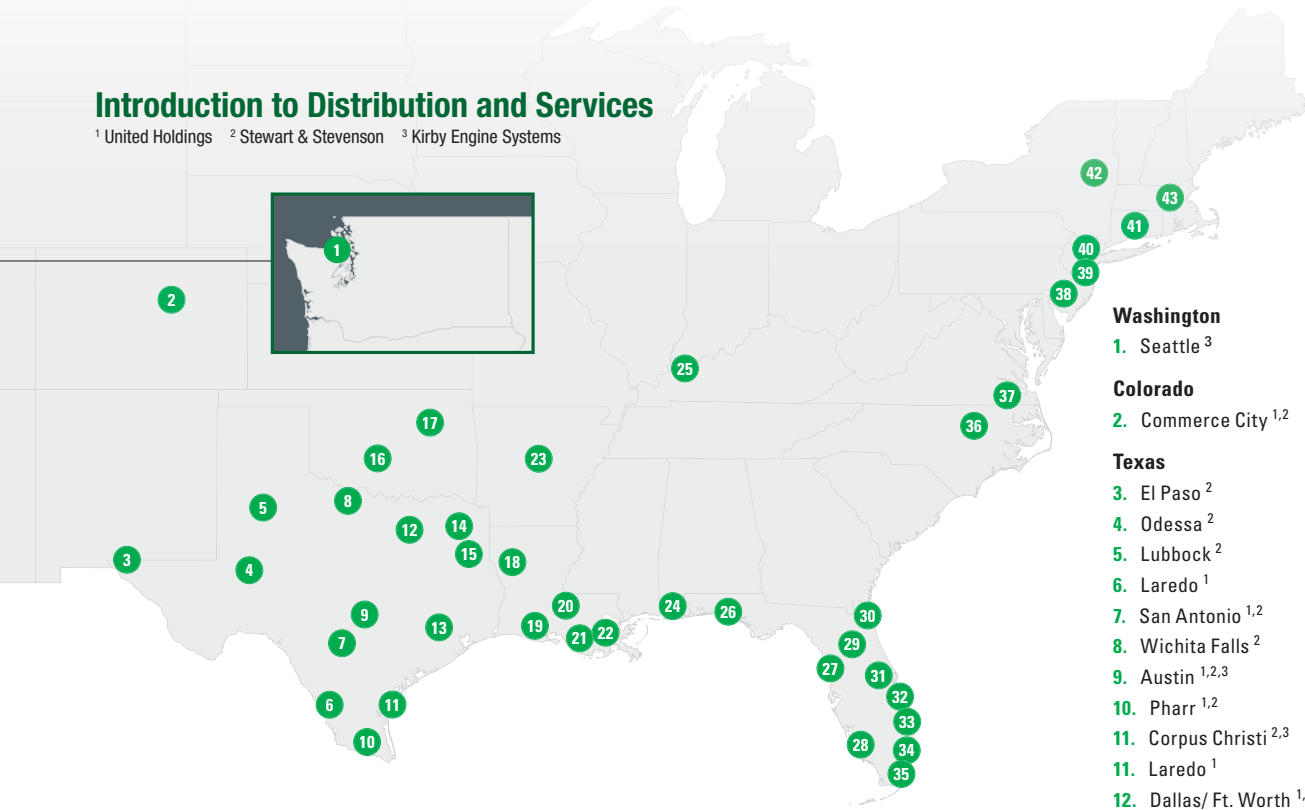 Introduction to Distribution and Services
¹ United Holdings ² Stewart & Stevenson ³ Kirby Engine Systems
42
43
1
41
40
39
2
38
Washington
1. Seattle ³
25
Colorado
37
2. Commerce City ¹,²
17
36
16
23
Texas
8
3. El Paso ²
5
12
14
4. Odessa ²
15
3
18
5. Lubbock ²
4
6. Laredo ¹
20
24
26
9
30
7. San Antonio ¹,²
13
19
22
21
7
29
8. Wichita Falls ²
27
31
9. Austin ¹,²,³
32
6
11
10. Pharr ¹,²
33
10
28
34
11. Corpus Christi ²,³
35
11. Laredo ¹
12. Dallas/ Ft. Worth ¹,